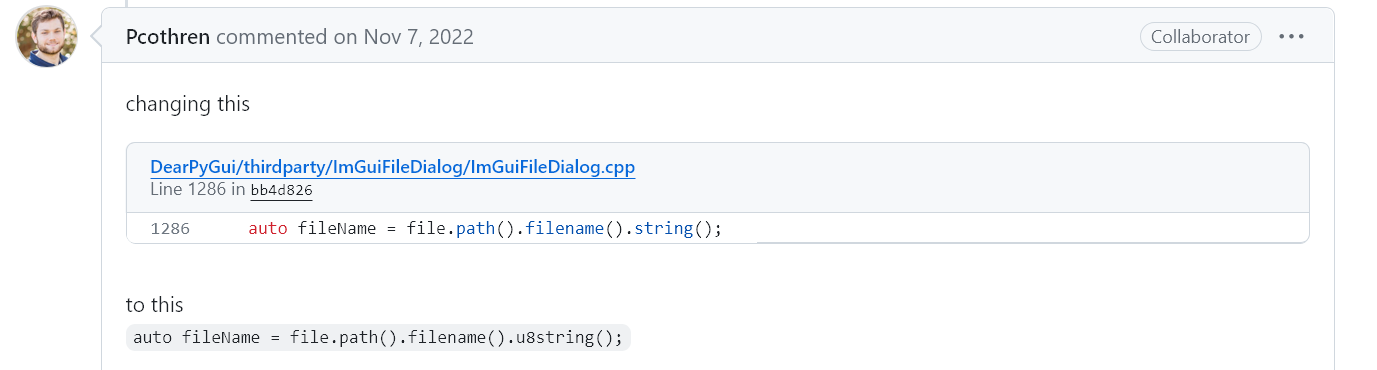 Pcothren commented on Nov 7, 2022
Collaborator
changing this
DearPyGui/thirdparty/ImGuiFileDialog/ImGuiFileDialog.cpp
Line 1286 in bb4d826
1286 auto fileName = file.path().filename().string();
to this
auto fileName = file.path().filename().u8string();